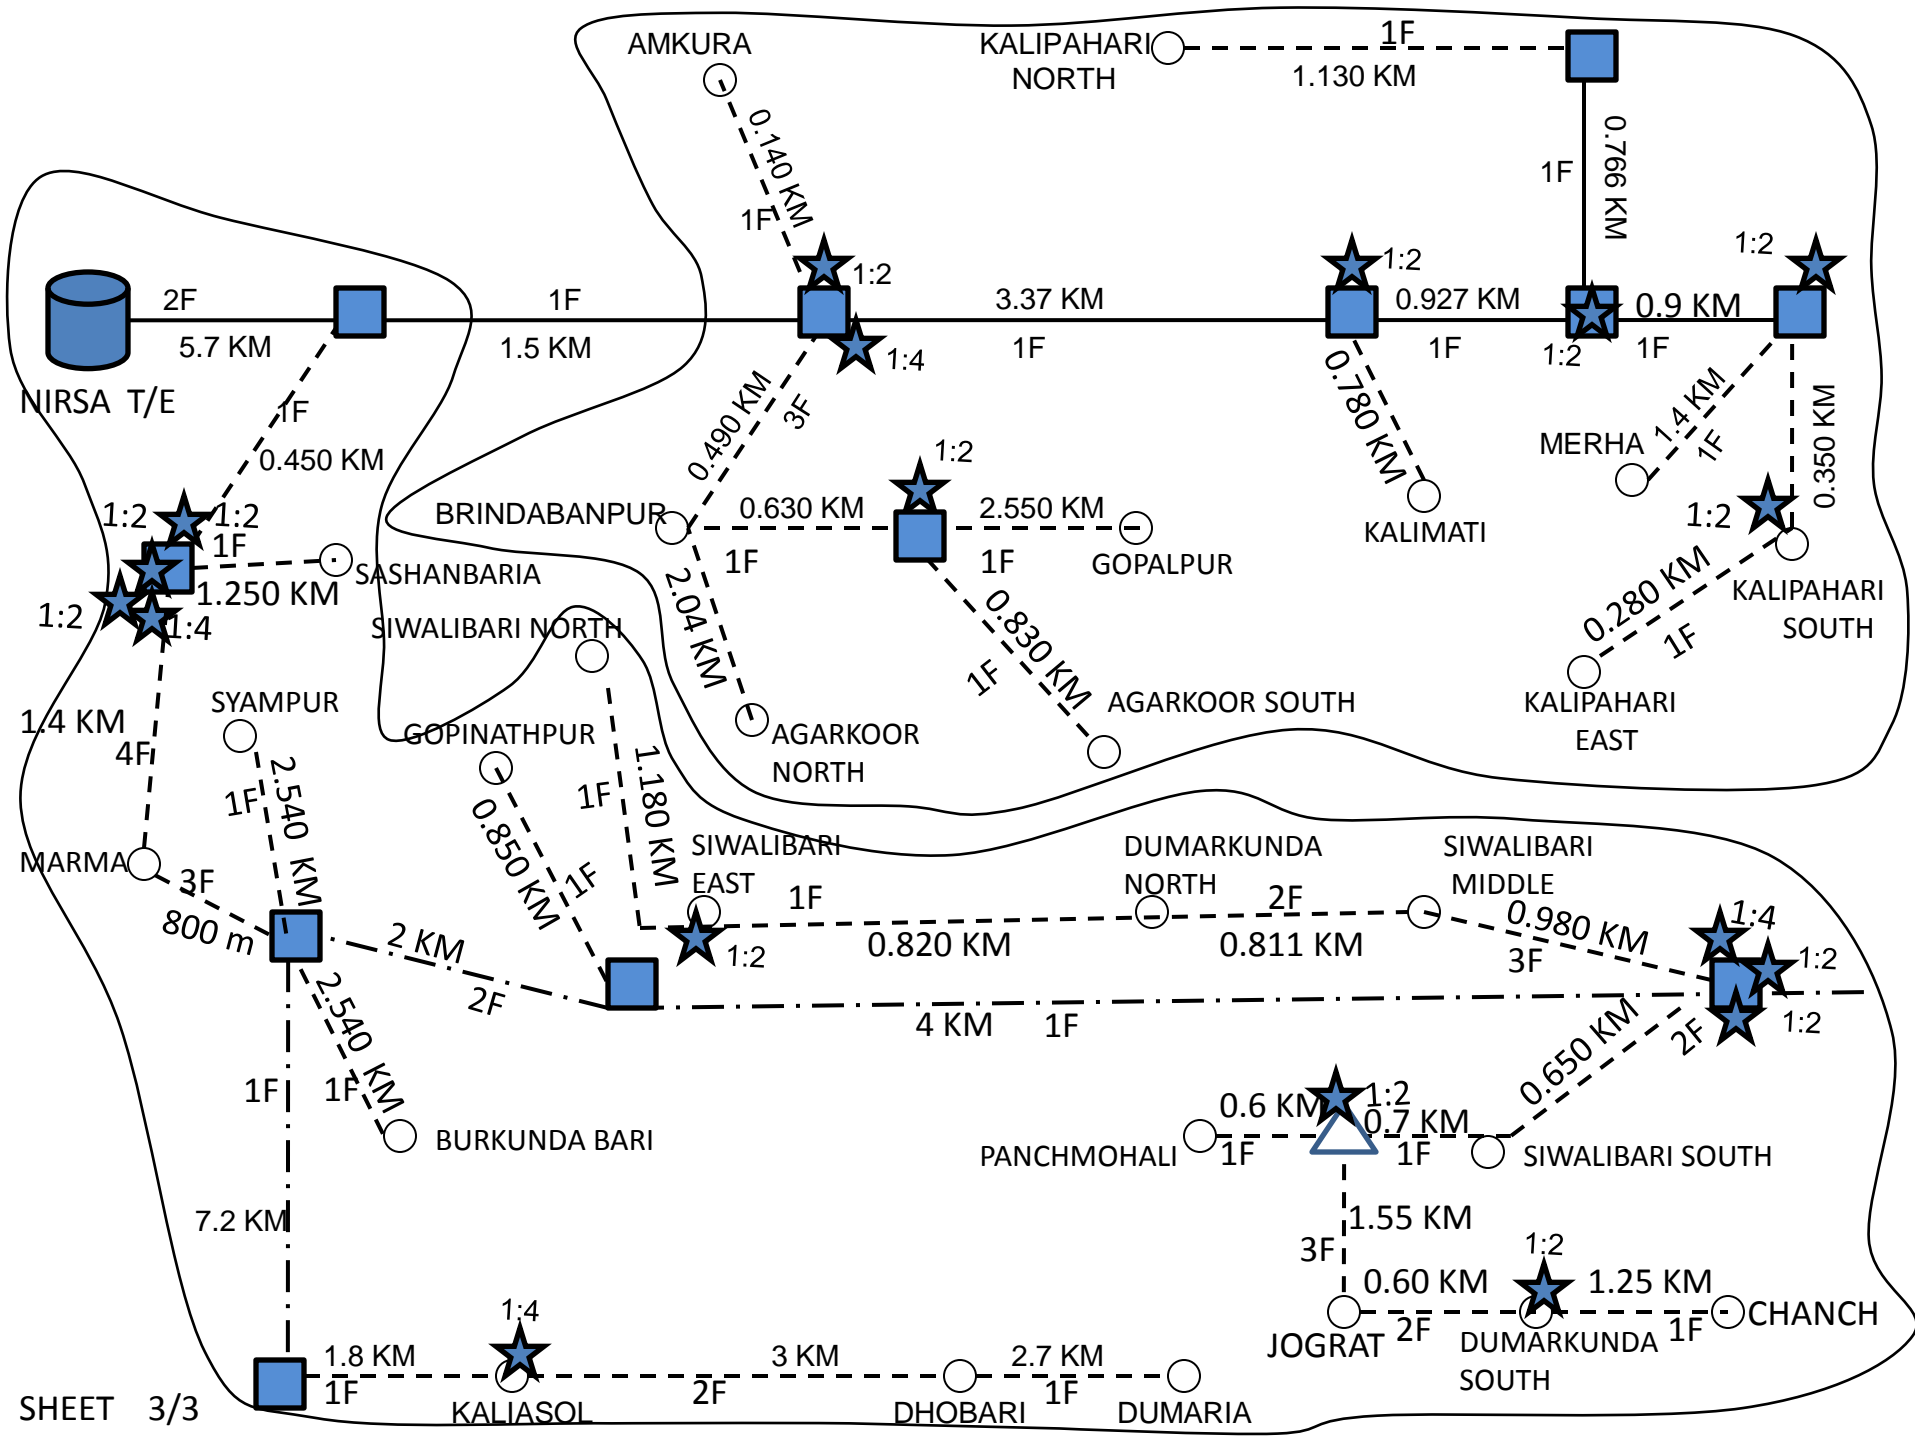 AMKURA
KALIPAHARI
NORTH
1F
1.130 KM
0.140 KM
1F
1F
0.766 KM
1:2
1:2
1:2
2F
5.7 KM
1F
1.5 KM
3.37 KM
1F
0.927 KM
1F
1:2
0.9 KM
1F
1:4
NIRSA T/E
1F
0.450 KM
0.490 KM
3F
0.780 KM
1.4 KM
1F
0.350 KM
MERHA
KALIMATI
1:2
BRINDABANPUR
0.630 KM
1F
2.550 KM
1F
GOPALPUR
1:2
1:2
1:2
1F
SASHANBARIA
1.250 KM
1:2
1:4
0.280 KM
1F
KALIPAHARI
SOUTH
SIWALIBARI NORTH
2.04 KM
0.830 KM
1F
AGARKOOR SOUTH
AGARKOOR
NORTH
KALIPAHARI
EAST
SYAMPUR
1.4 KM
4F
1F
2.540 KM
GOPINATHPUR
0.850 KM
1F
1F
1.180 KM
MARMA
3F
800 m
SIWALIBARI
EAST
1F
0.820 KM
1:2
DUMARKUNDA
NORTH
2F
0.811 KM
SIWALIBARI
MIDDLE
0.980 KM
3F
1:4
1:2
1:2
2 KM
2F
4 KM
1F
0.650 KM
2F
2.540 KM
1F
1F
BURKUNDA BARI
7.2 KM
PANCHMOHALI
0.6 KM
1F
1:2
0.7 KM
1F
SIWALIBARI SOUTH
1.55 KM
3F
JOGRAT
0.60 KM
2F
1:2
DUMARKUNDA
SOUTH
1.25 KM
1F
CHANCH
1.8 KM
1F
1:4
KALIASOL
3 KM
2F
DHOBARI
2.7 KM
1F
DUMARIA
SHEET 3/3